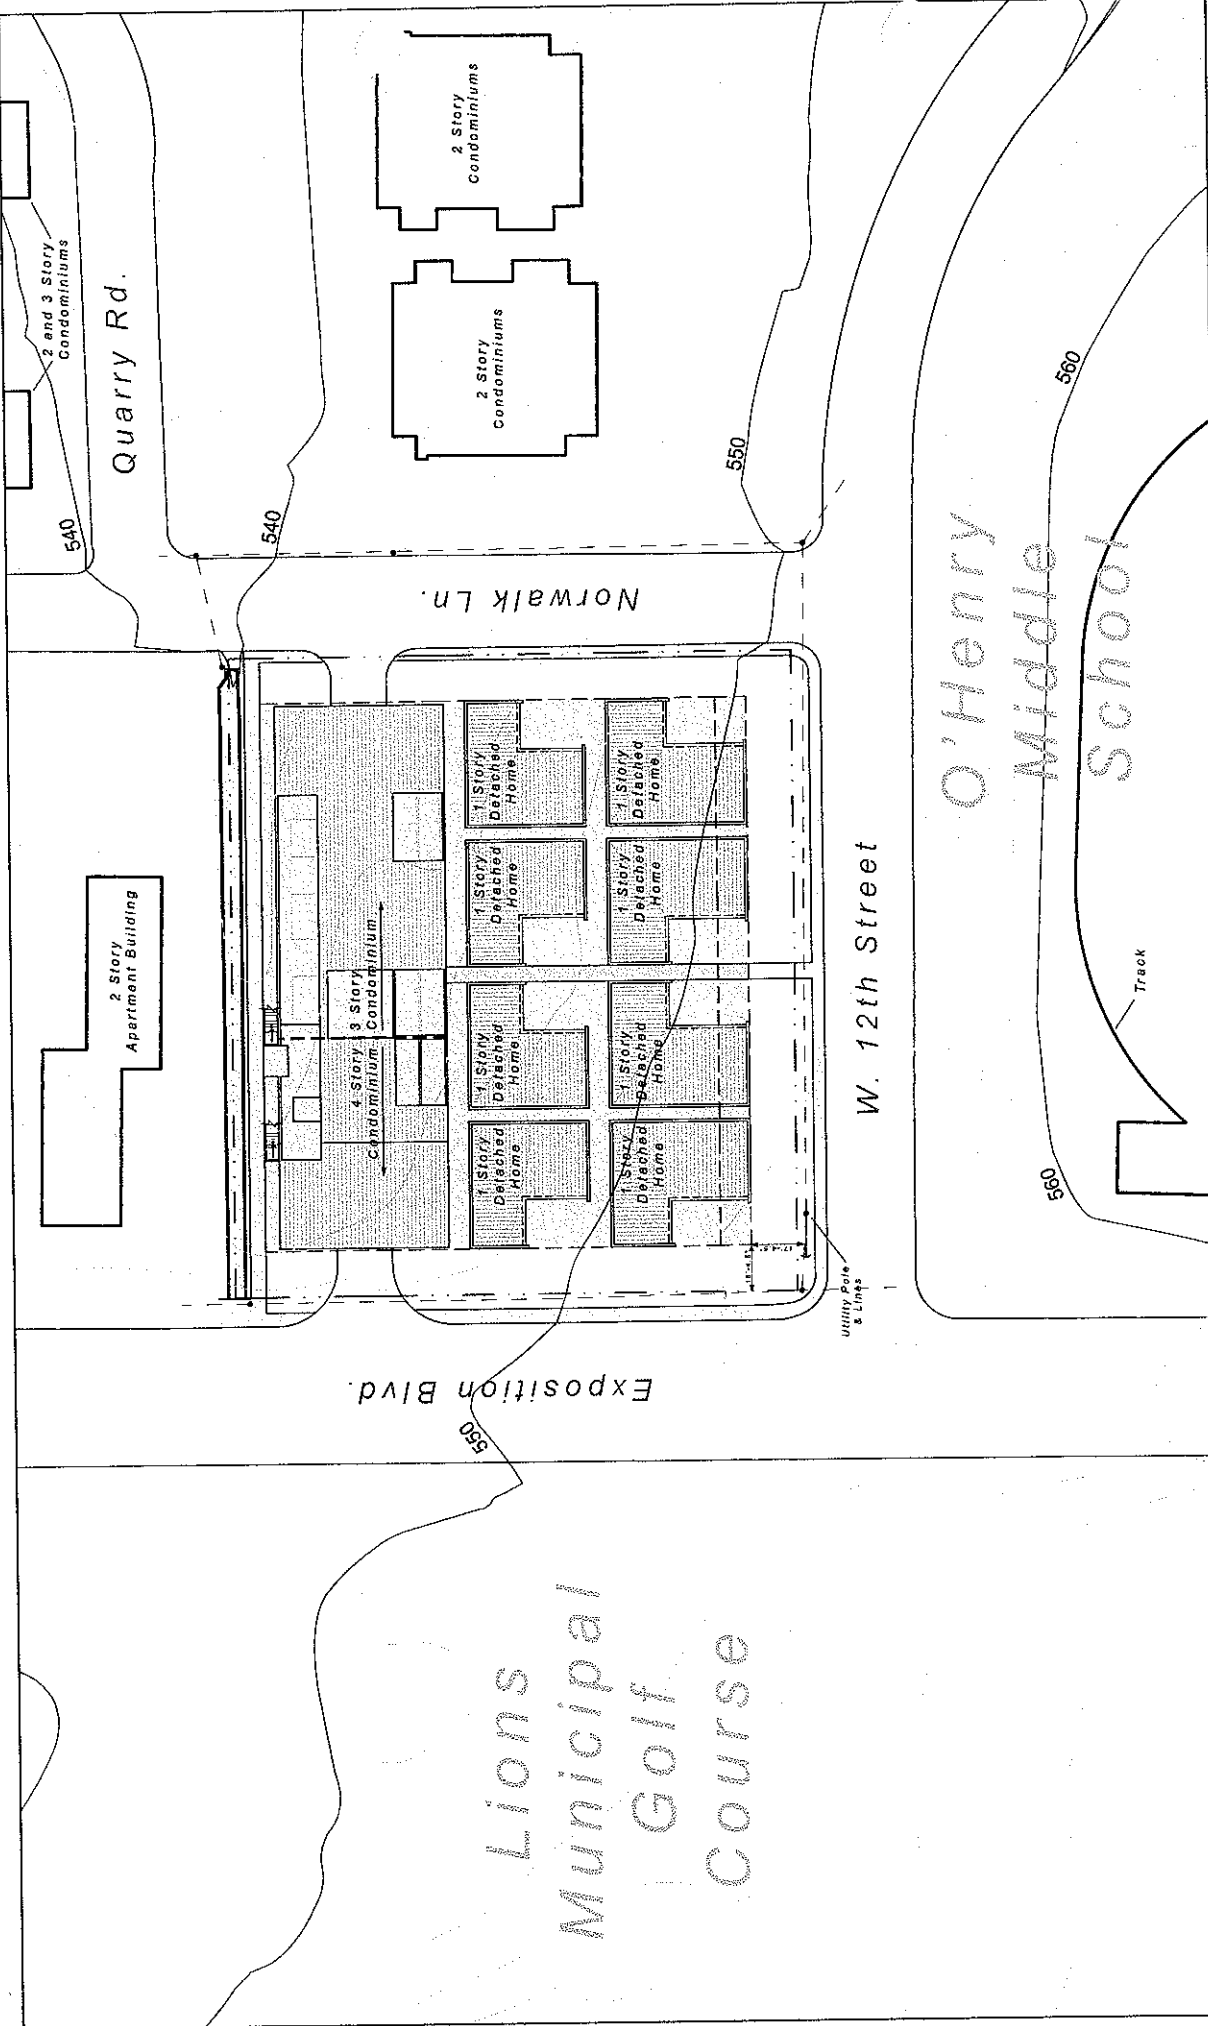 2 and 3 Story
Condominiums
Quarry Rd.
540
540
2 Story
Condominiums
2 Story
Condominiums
550
560
Norwalk Ln.
O'Henry
Middle
School
2 Story
Apartment Building
3 Story
Condominium
4 Story
Condominium
1 Story
Detached
Home
1 Story
Detached
Home
1 Story
Detached
Home
1 Story
Detached
Home
1 Story
Detached
Home
1 Story
Detached
Home
1 Story
Detached
Home
1 Story
Detached
Home
W. 12th Street
Track
560
Utility Pole
& Lines
Exposition Blvd.
550
Lions
Municipal
Golf
Course